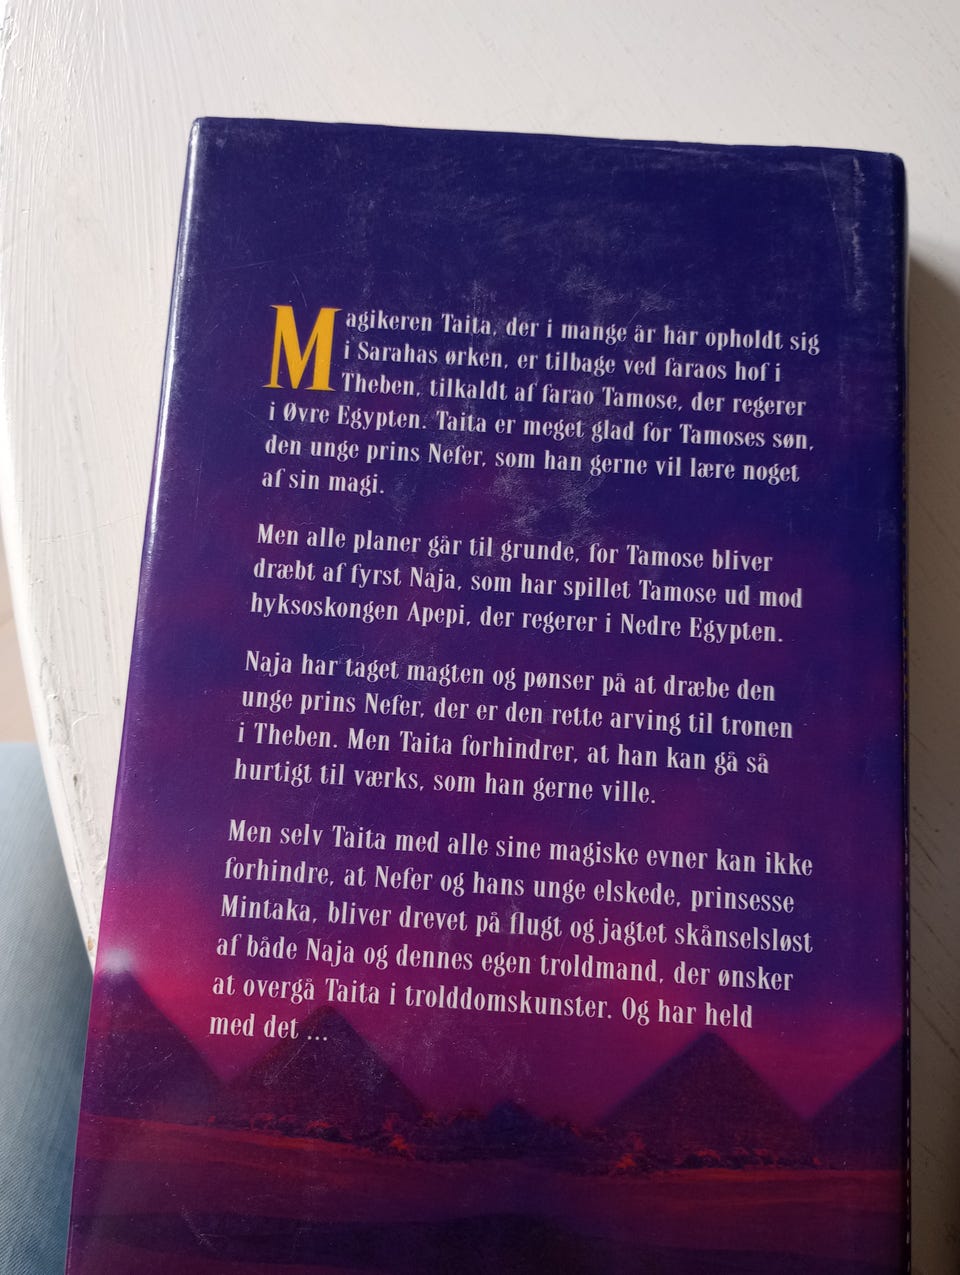 Magikeren Taita, der i mange år har opholdt sig
i Sarahas ørken, er tilbage ved faraos hof i
Theben, tilkaldt af farao Tamose, der regerer
i Øvre Egypten. Taita er meget glad for Tamoses søn,
den unge prins Nefer, som han gerne vil lære noget
af sin magi.
Men alle planer går til grunde, for Tamose bliver
dræbt af fyrst Naja, som har spillet Tamose ud mod
hyksoskongen Apepi, der regerer i Nedre Egypten.
Naja har taget magten og pønser på at dræbe den
unge prins Nefer, der er den rette arving til tronen
i Theben. Men Taita forhindrer, at han kan gå så
hurtigt til værks, som han gerne ville.
Men selv Taita med alle sine magiske evner kan ikke
forhindre, at Nefer og hans unge elskede, prinsesse
Mintaka, bliver drevet på flugt og jagtet skånselsløst
af både Naja og dennes egen troldmand, der ønsker
at overgå Taita i trolddomskunster. Og har held
med det ...